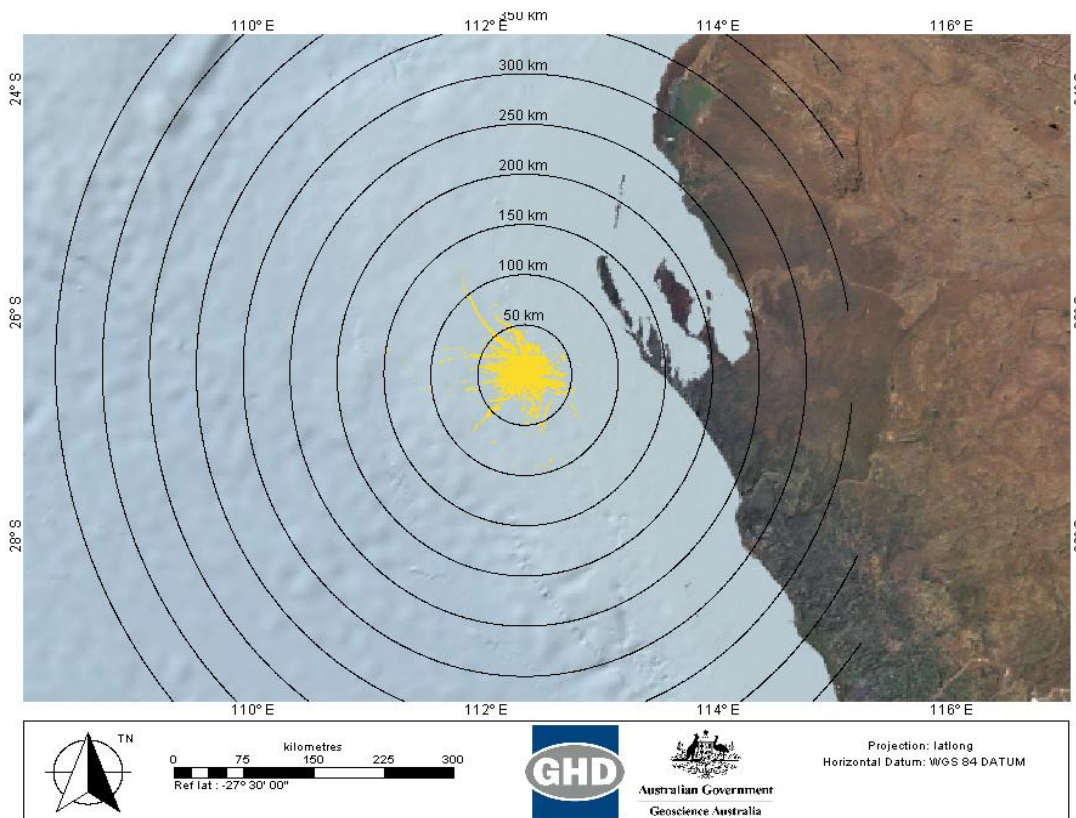 350 km
110° E 112° E 114° E 116° E
300 km
24° S
250 km
200 km
150 km
100 km
26° S
50 km
28° S
110° E 112° E 114° E 116° E
TN
kilometres
0 75 150 225 300
Ref lat : -27° 30' 00"
GHD
Australian Government
Geoscience Australia
Projection: latlong
Horizontal Datum: WGS 84 DATUM